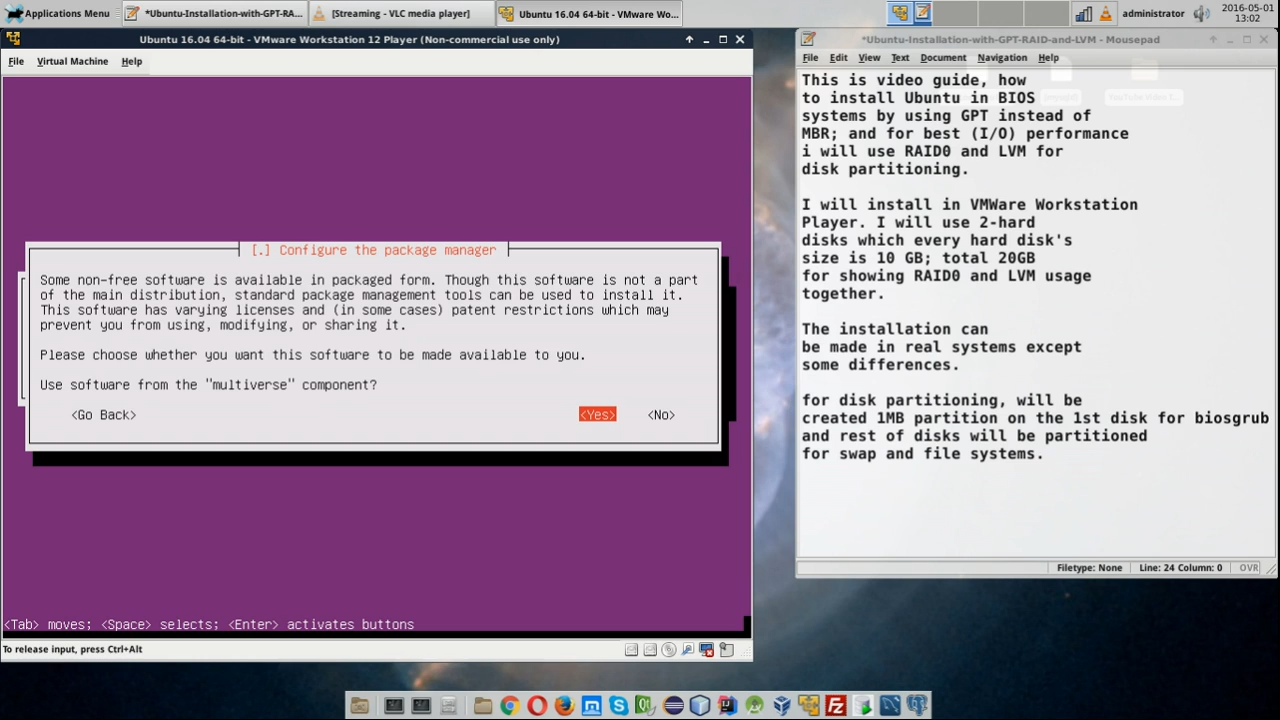 Applications Menu
*Ubuntu-Installation-with-GPT-RA...
[Streaming - VLC media player]
Ubuntu 16.04 64-bit - VMware Wo...
administrator
2016-05-01
13:02
Ubuntu 16.04 64-bit - VMware Workstation 12 Player (Non-commercial use only)
File Virtual Machine Help
[.] Configure the package manager
Some non-free software is available in packaged form. Though this software is not a part
of the main distribution, standard package management tools can be used to install it.
This software has varying licenses and (in some cases) patent restrictions which may
prevent you from using, modifying, or sharing it.
Please choose whether you want this software to be made available to you.
Use software from the "multiverse" component?
<Go Back> <Yes> <No>
<Tab> moves; <Space> selects; <Enter> activates buttons
To release input, press Ctrl+Alt
*Ubuntu-Installation-with-GPT-RAID-and-LVM - Mousepad
File Edit View Text Document Navigation Help
This is video guide, how
to install Ubuntu in BIOS
systems by using GPT instead of
MBR; and for best (I/O) performance
i will use RAID0 and LVM for
disk partitioning.
I will install in VMWare Workstation
Player. I will use 2-hard
disks which every hard disk's
size is 10 GB; total 20GB
for showing RAID0 and LVM usage
together.
The installation can
be made in real systems except
some differences.
for disk partitioning, will be
created 1MB partition on the 1st disk for biosgrub
and rest of disks will be partitioned
for swap and file systems.
Filetype: None Line: 24 Column: 0 OVR